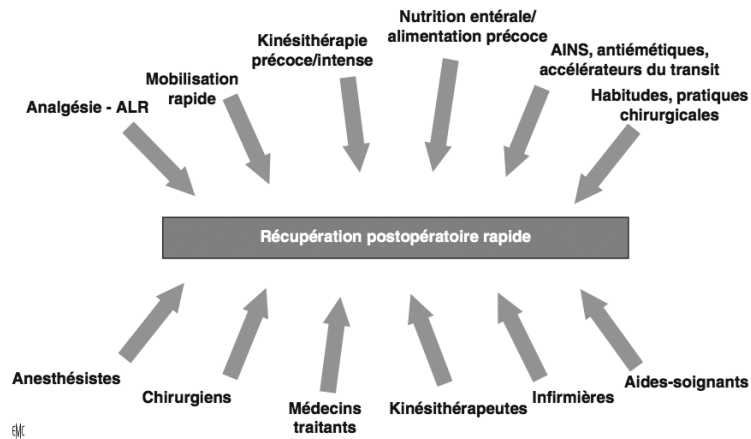 Nutrition entérale/
alimentation précoce
Kinésithérapie
précoce/intense
AINS, antiémétiques,
accélérateurs du transit
Mobilisation
rapide
Habitudes, pratiques
chirurgicales
Analgésie - ALR
Récupération postopératoire rapide
Anesthésistes
Chirurgiens
Médecins
traitants
Kinésithérapeutes
Infirmières
Aides-soignants
EMC